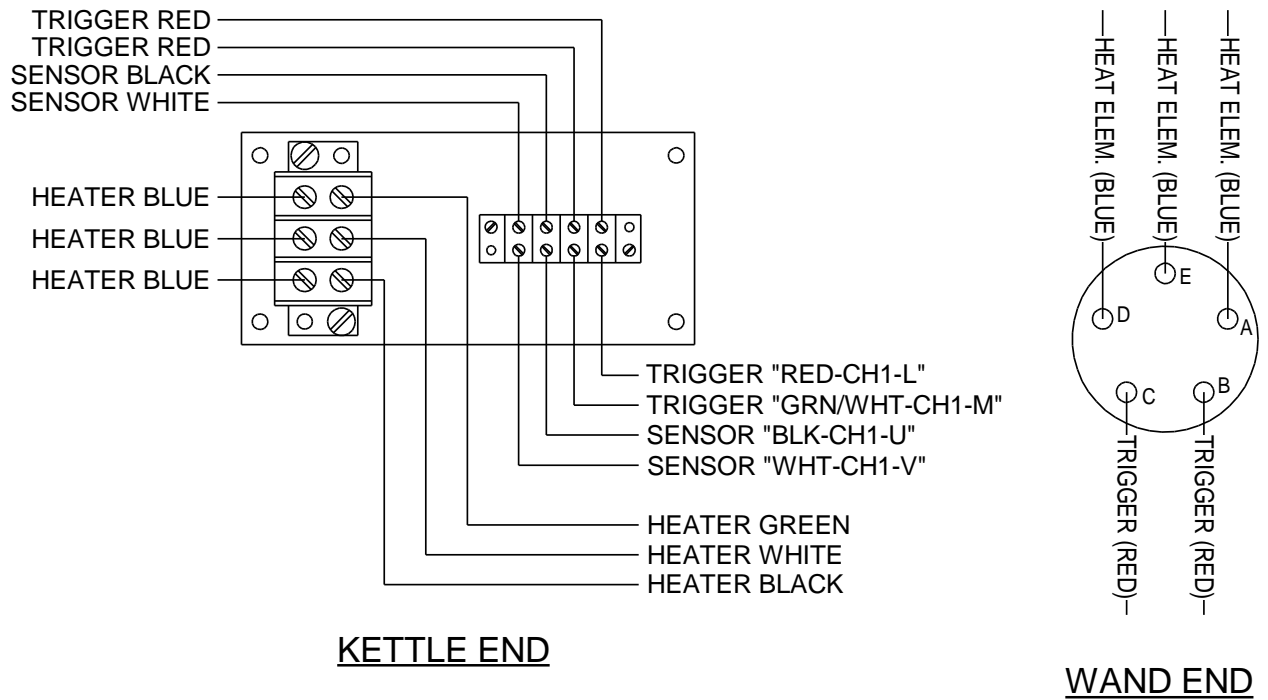 TRIGGER RED
TRIGGER RED
SENSOR BLACK
SENSOR WHITE
HEATER BLUE
HEATER BLUE
HEATER BLUE
TRIGGER "RED-CH1-L"
TRIGGER "GRN/WHT-CH1-M"
SENSOR "BLK-CH1-U"
SENSOR "WHT-CH1-V"
HEATER GREEN
HEATER WHITE
HEATER BLACK
KETTLE END
HEAT ELEM. (BLUE)
HEAT ELEM. (BLUE)
HEAT ELEM. (BLUE)
E
D
A
C
B
TRIGGER (RED)
TRIGGER (RED)
WAND END